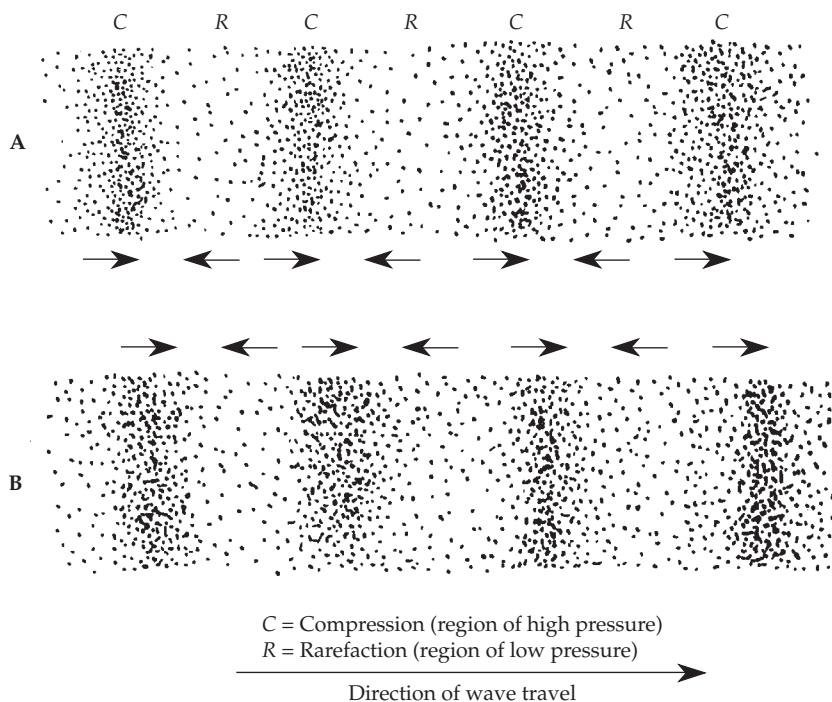 C R C R C R C
A
B
C = Compression (region of high pressure)
R = Rarefaction (region of low pressure)
Direction of wave travel